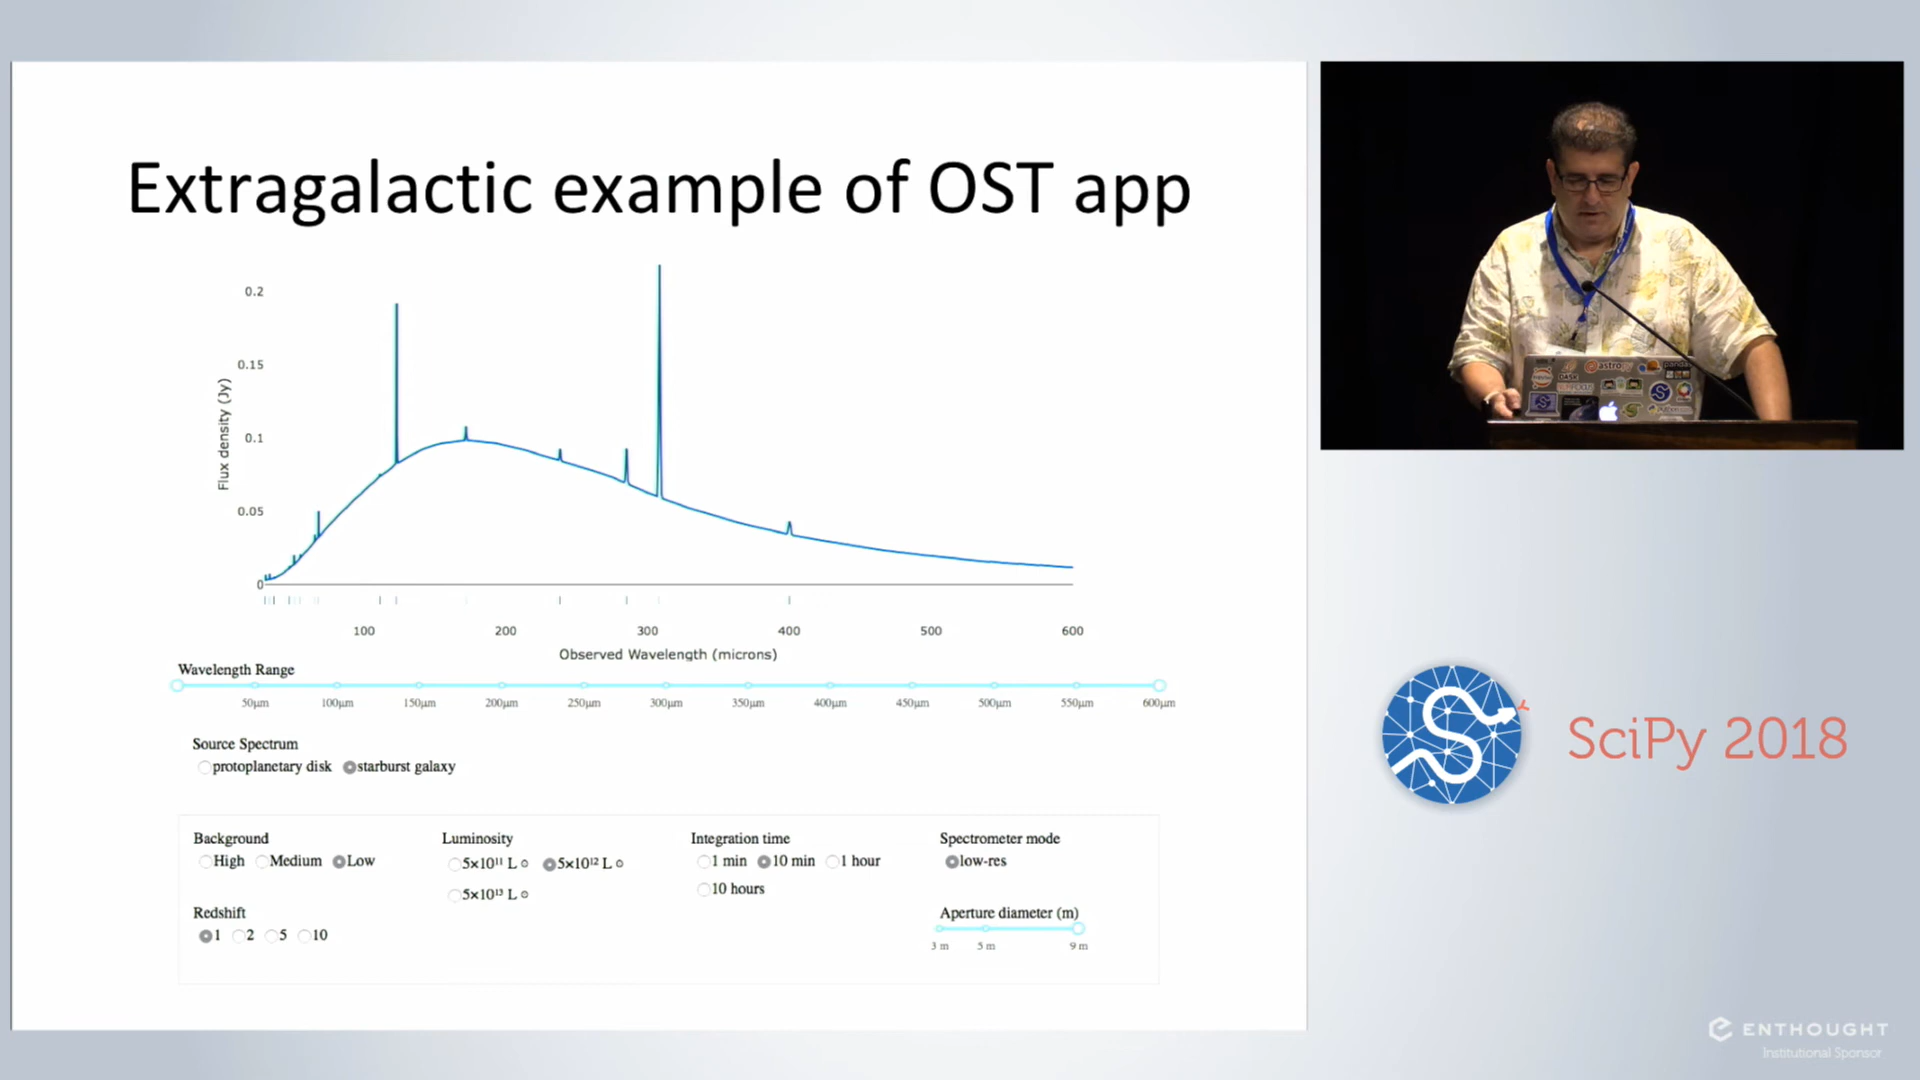 Extragalactic example of OST app
0.2
0.15
0.1
0.05
0
Flux density (Jy)
100 200 300 400 500 600
Observed Wavelength (microns)
Wavelength Range
50µm 100µm 150µm 200µm 250µm 300µm 350µm 400µm 450µm 500µm 550µm 600µm
Source Spectrum
protoplanetary disk starburst galaxy
Background
High Medium Low
Redshift
1 2 5 10
Luminosity
5×10¹¹ L⊙ 5×10¹² L⊙
5×10¹³ L⊙
Integration time
1 min 10 min 1 hour
10 hours
Spectrometer mode
low-res
Aperture diameter (m)
3 m 5 m 9 m
astropy
DASK
SciPy 2018
ENTHOUGHT
Institutional Sponsor